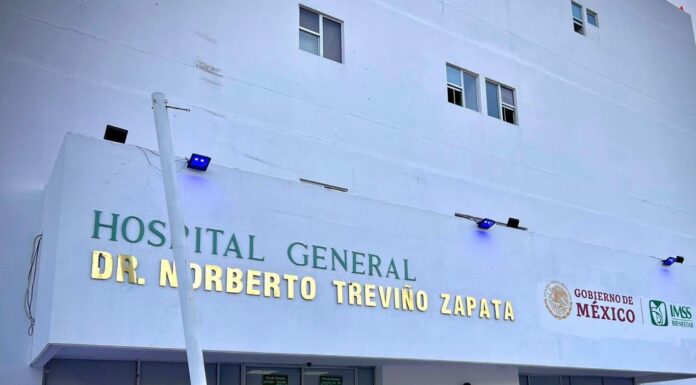 HOSPITAL GENERAL
DR. NORBERTO TREVIÑO ZAPATA
GOBIERNO DE
MÉXICO
IMSS
BIENESTAR